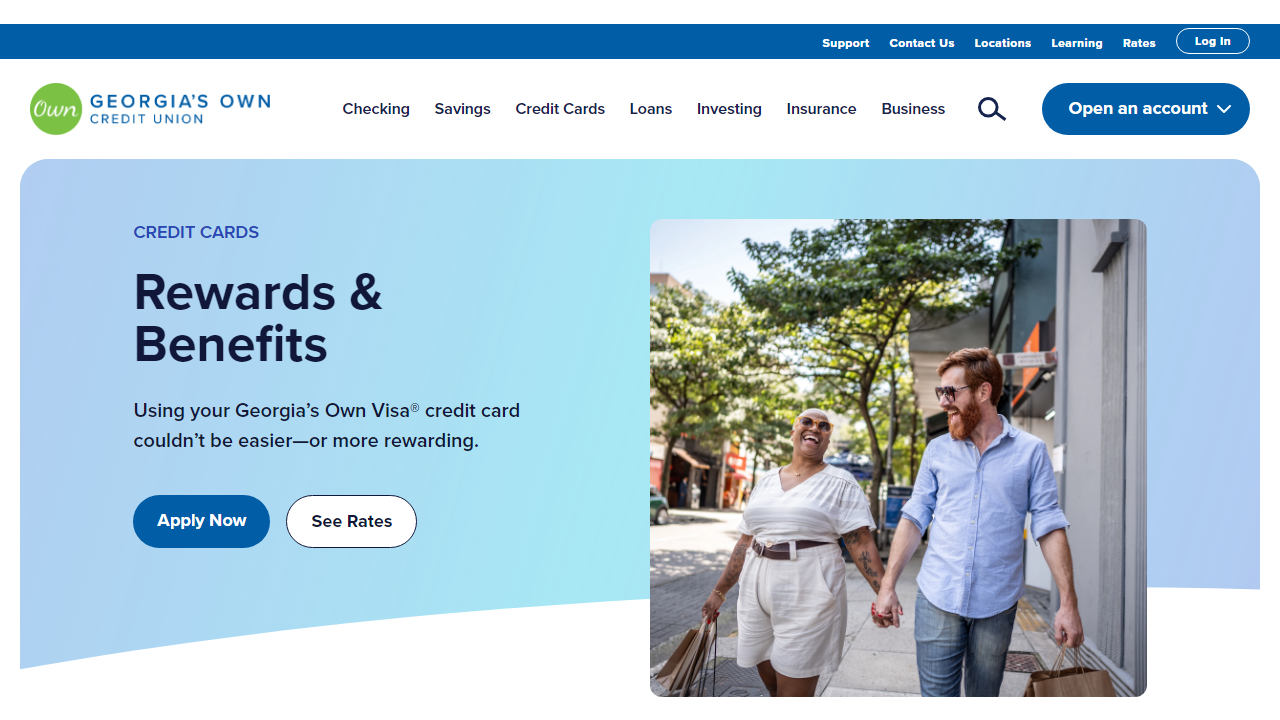 Support Contact Us Locations Learning Rates Log In
Own GEORGIA'S OWN
CREDIT UNION
Checking Savings Credit Cards Loans Investing Insurance Business Open an account
CREDIT CARDS
Rewards &
Benefits
Using your Georgia’s Own Visa® credit card
couldn’t be easier—or more rewarding.
Apply Now See Rates